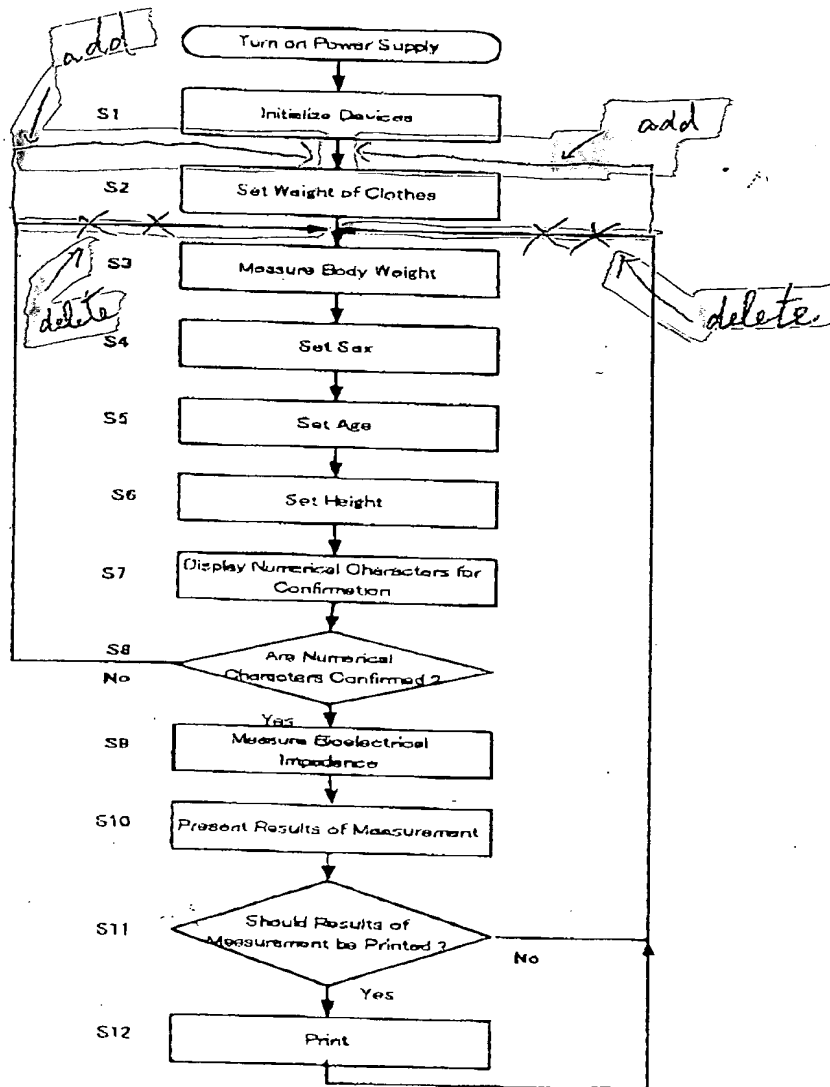 add
Turn on Power Supply
S1
Initialize Devices
add
S2
Set Weight of Clothes
S3
Measure Body Weight
delete
delete.
S4
Set Sex
S5
Set Age
S6
Set Height
S7
Display Numerical Characters for
Confirmation
S8
No
Are Numerical
Characters Confirmed ?
Yes
S9
Measure Bioelectrical
Impedance
S10
Present Results of Measurement
S11
Should Results of
Measurement be Printed ?
No
Yes
S12
Print